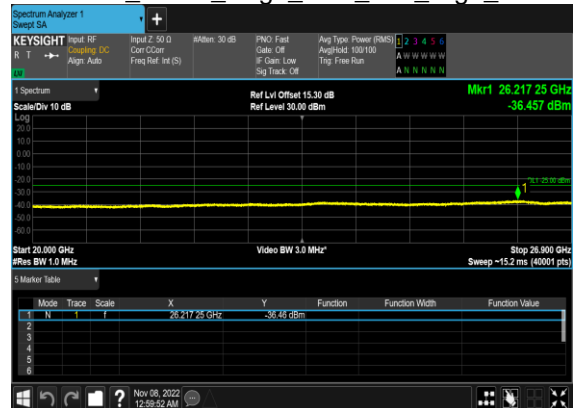 Spectrum Analyzer 1
Swept SA
KEYSIGHT
R T
LW
Input: RF
Coupling: DC
Align: Auto
Input Z: 50 Ω
Corr CCorr
Freq Ref: Int (S)
#Atten: 30 dB
PNO: Fast
Gate: Off
IF Gain: Low
Sig Track: Off
Avg Type: Power (RMS)
Avg|Hold: 100/100
Trig: Free Run
1 2 3 4 5 6
A W W W W W
A N N N N N
1 Spectrum
Scale/Div 10 dB
Ref Lvl Offset 15.30 dB
Ref Level 30.00 dBm
Mkr1 26.217 25 GHz
-36.457 dBm
Log
20.0
10.0
0.00
-10.0
-20.0
-30.0
-40.0
-50.0
-60.0
DL1 -25.00 dBm
1
Start 20.000 GHz
#Res BW 1.0 MHz
Video BW 3.0 MHz*
Stop 26.900 GHz
Sweep ~15.2 ms (40001 pts)
5 Marker Table
Mode Trace Scale X Y Function Function Width Function Value
1 N 1 f 26.217 25 GHz -36.46 dBm
2
3
4
5
6
?
Nov 08, 2022
12:59:52 AM